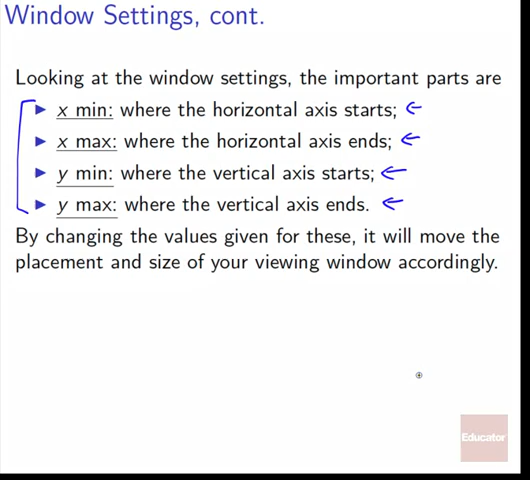 Window Settings, cont.
Looking at the window settings, the important parts are
x min: where the horizontal axis starts;
x max: where the horizontal axis ends;
y min: where the vertical axis starts;
y max: where the vertical axis ends.
By changing the values given for these, it will move the
placement and size of your viewing window accordingly.
Educator